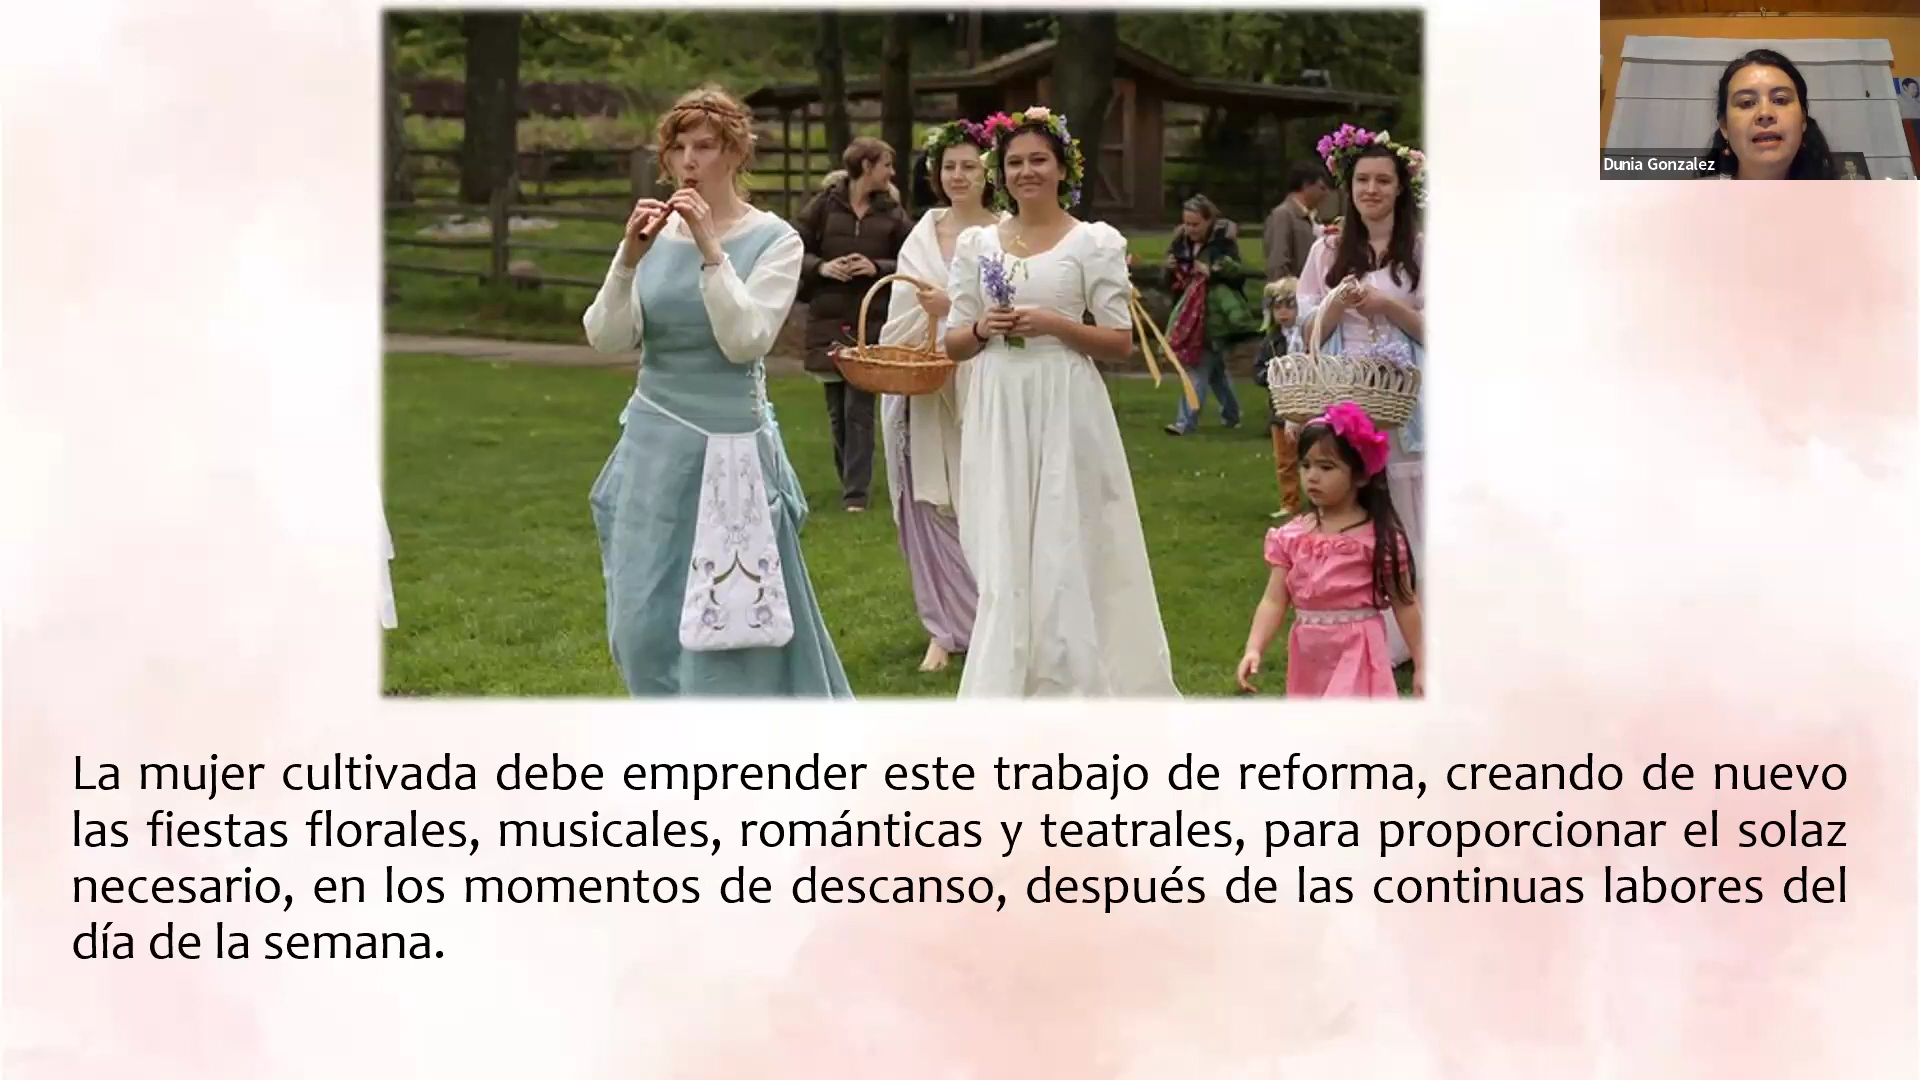 Dunia Gonzalez
La mujer cultivada debe emprender este trabajo de reforma, creando de nuevo
las fiestas florales, musicales, románticas y teatrales, para proporcionar el solaz
necesario, en los momentos de descanso, después de las continuas labores del
día de la semana.